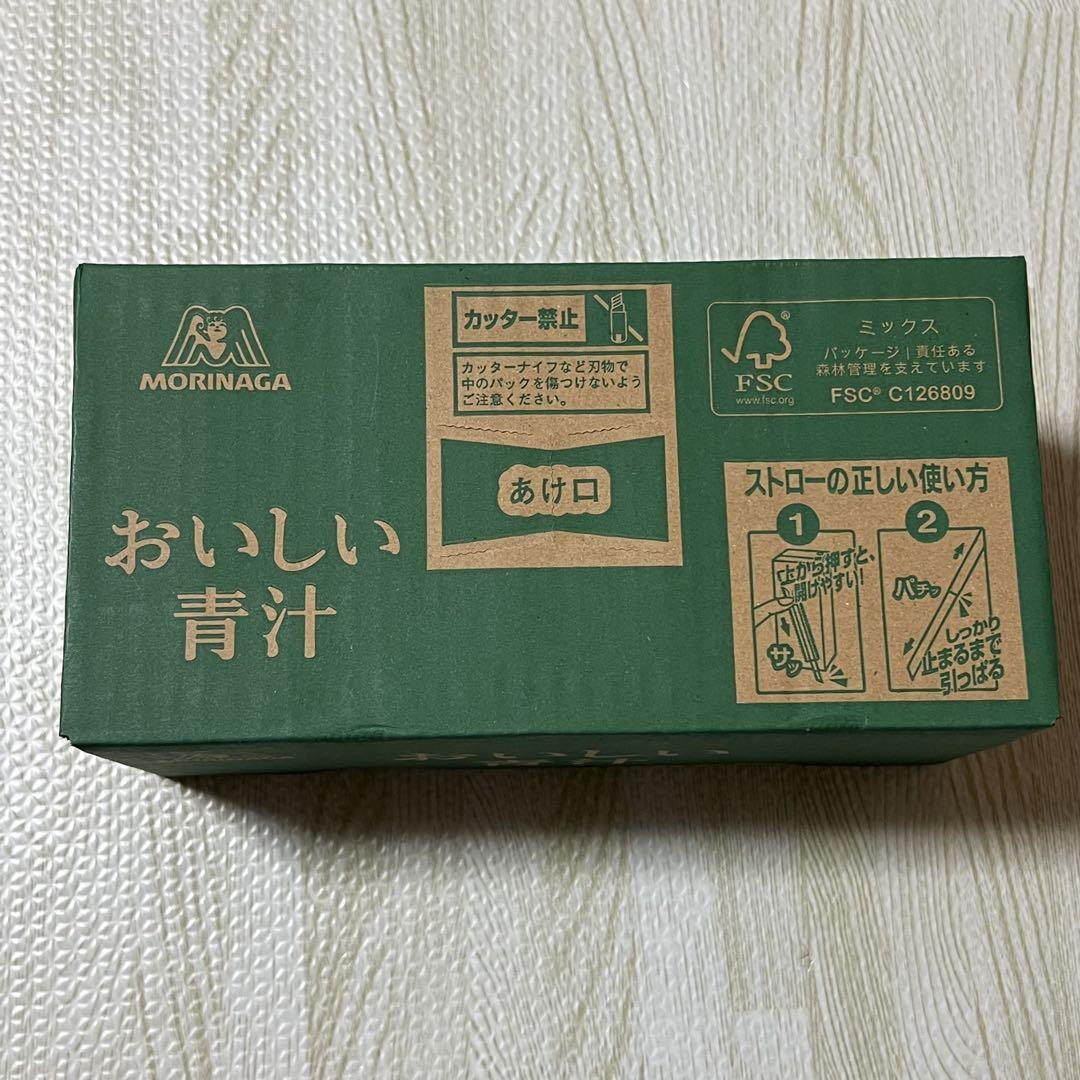 MORINAGA
おいしい
青汁
カッター禁止
カッターナイフなど刃物で
中のパックを傷つけないよう
ご注意ください。
あけ口
FSC®
www.fsc.org
ミックス
パッケージ|責任ある
森林管理を支えています
FSC® C126809
ストローの正しい使い方
1
上から押すと、
開けやすい!
サッ
2
パチッ
しっかり
止まるまで
引っぱる
おいしい
青汁